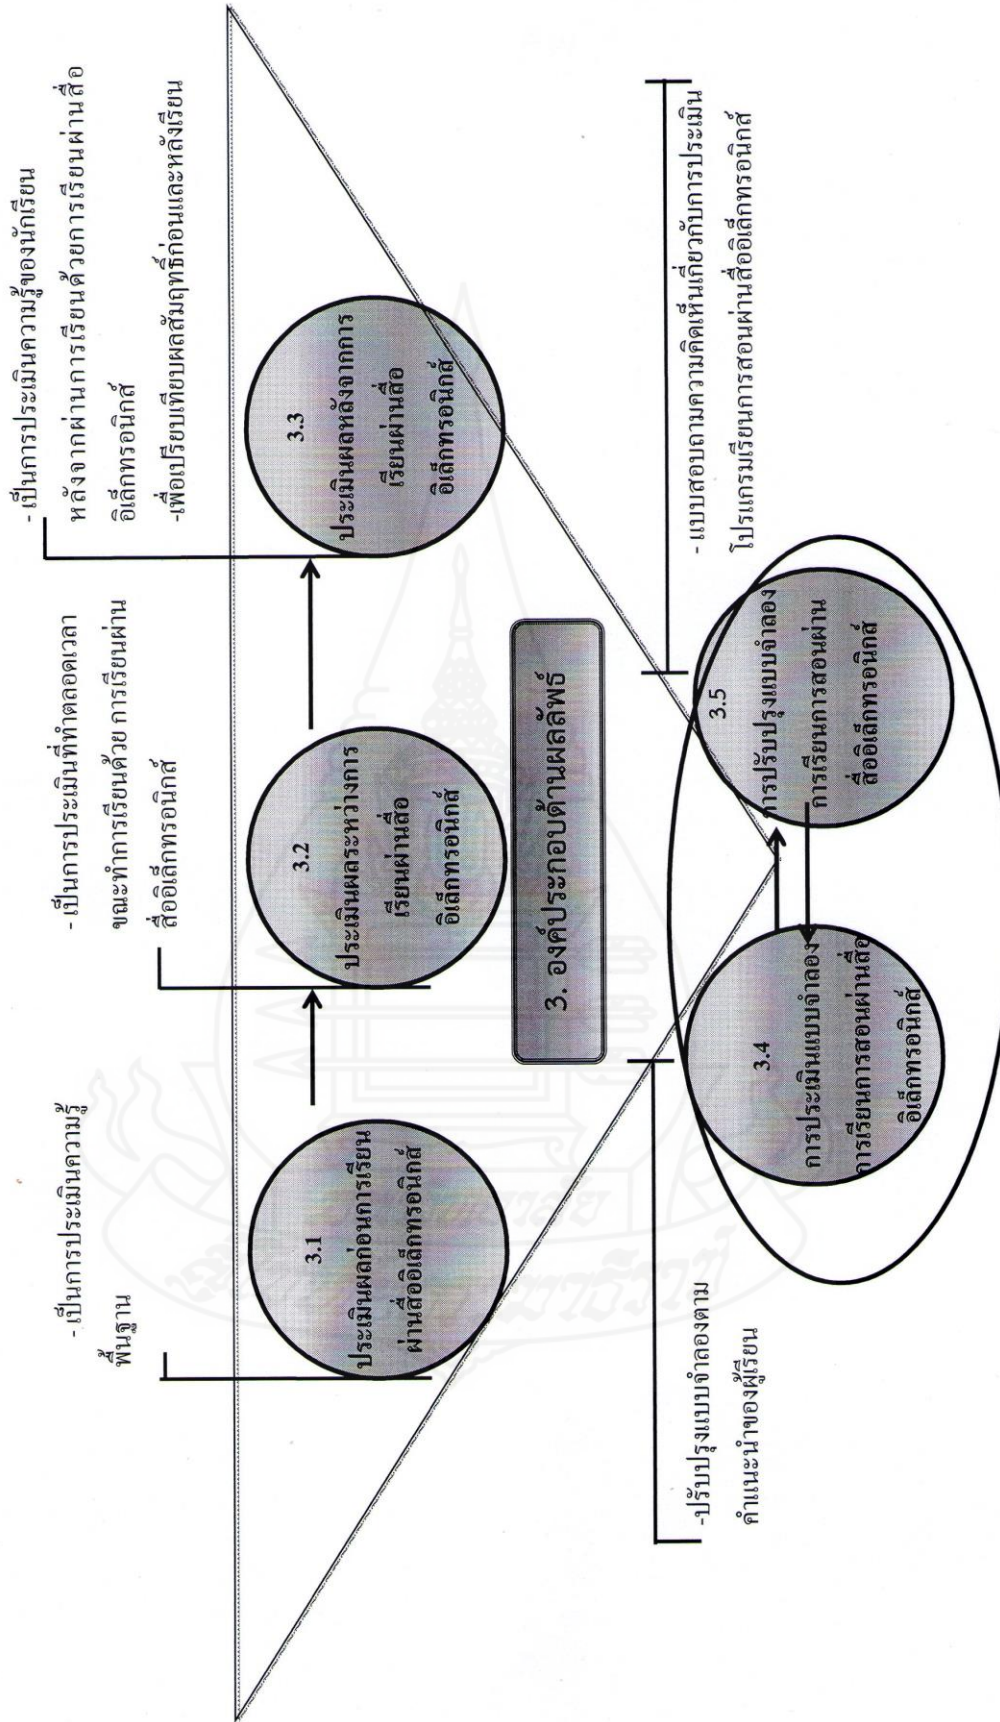 - เป็นการประเมินความรู้
พื้นฐาน
- เป็นการประเมินที่ทำตลอดเวลา
ขณะทำการเรียนด้วย การเรียนผ่าน
สื่ออิเล็กทรอนิกส์
- เป็นการประเมินความรู้ของนักเรียน
หลังจากผ่านการเรียนด้วยการเรียนผ่านสื่อ
อิเล็กทรอนิกส์
-เพื่อเปรียบเทียบผลสัมฤทธิ์ก่อนและหลังเรียน
3.1
ประเมินผลก่อนการเรียน
ผ่านสื่ออิเล็กทรอนิกส์
3.2
ประเมินผลระหว่างการ
เรียนผ่านสื่อ
อิเล็กทรอนิกส์
3.3
ประเมินผลหลังจากการ
เรียนผ่านสื่อ
อิเล็กทรอนิกส์
3. องค์ประกอบด้านผลลัพธ์
-ปรับปรุงแบบจำลองตาม
คำแนะนำของผู้เรียน
- แบบสอบถามความคิดเห็นเกี่ยวกับการประเมิน
โปรแกรมเรียนการสอนผ่านสื่ออิเล็กทรอนิกส์
3.4
การประเมินแบบจำลอง
การเรียนการสอนผ่านสื่อ
อิเล็กทรอนิกส์
3.5
การปรับปรุงแบบจำลอง
การเรียนการสอนผ่าน
สื่ออิเล็กทรอนิกส์